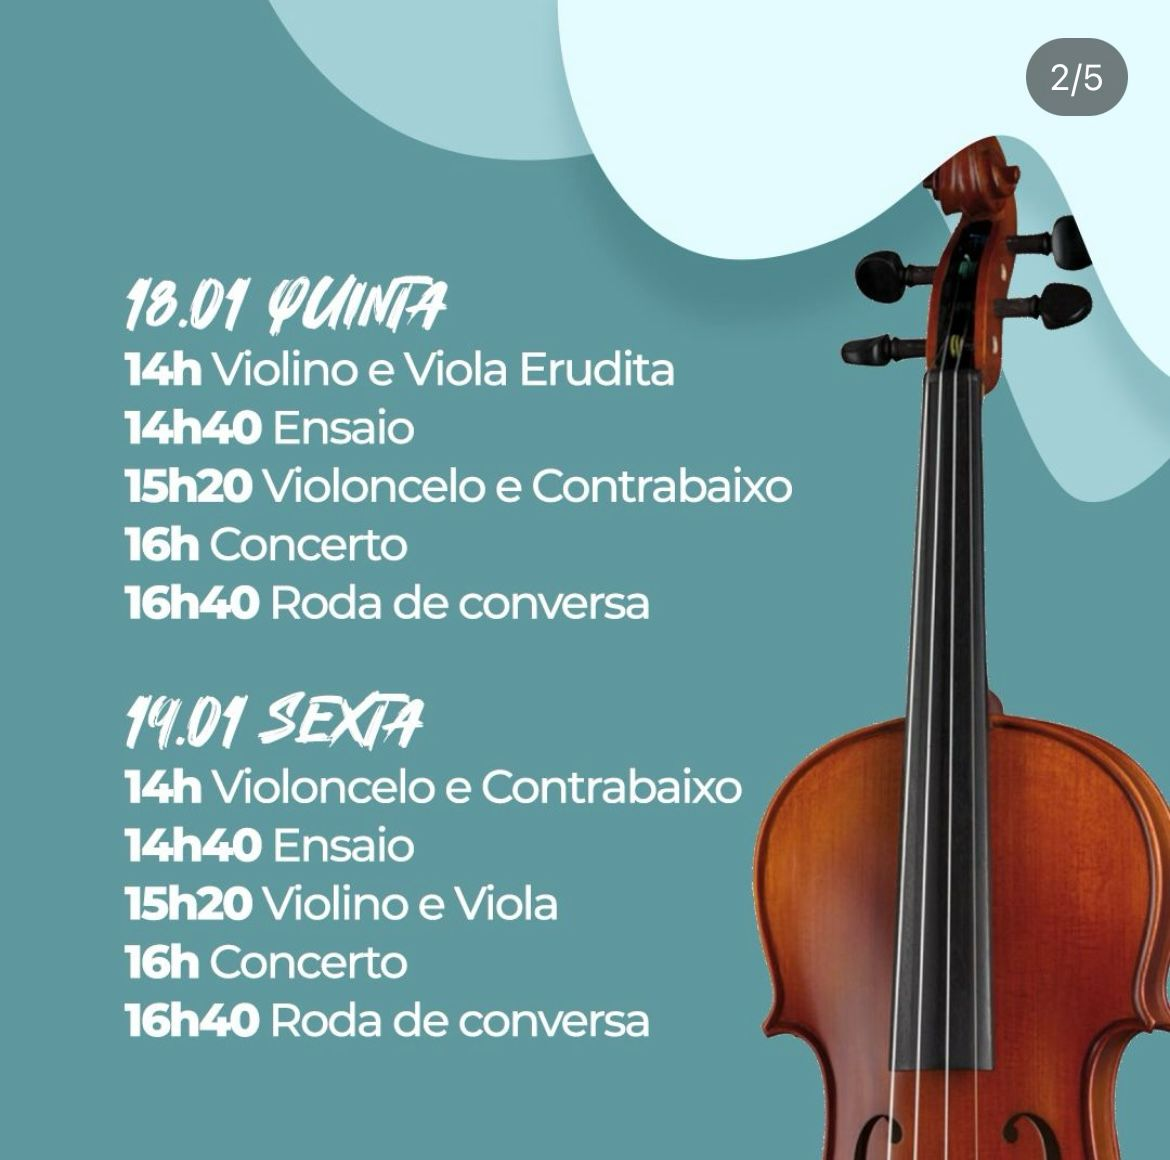 2/5
18.01 QUINTA
14h Violino e Viola Erudita
14h40 Ensaio
15h20 Violoncelo e Contrabaixo
16h Concerto
16h40 Roda de conversa
19.01 SEXTA
14h Violoncelo e Contrabaixo
14h40 Ensaio
15h20 Violino e Viola
16h Concerto
16h40 Roda de conversa